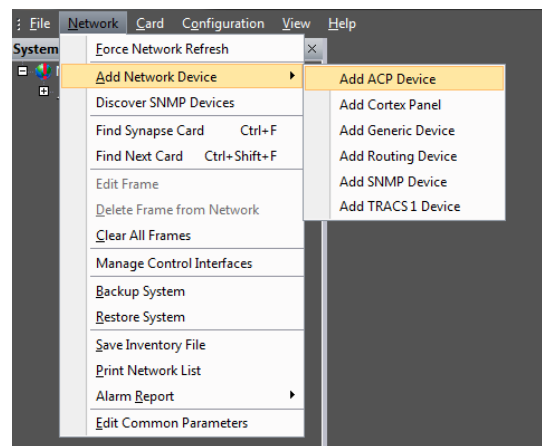 File Network Card Configuration View Help
System
Force Network Refresh
Add Network Device
Discover SNMP Devices
Find Synapse Card Ctrl+F
Find Next Card Ctrl+Shift+F
Edit Frame
Delete Frame from Network
Clear All Frames
Manage Control Interfaces
Backup System
Restore System
Save Inventory File
Print Network List
Alarm Report
Edit Common Parameters
Add ACP Device
Add Cortex Panel
Add Generic Device
Add Routing Device
Add SNMP Device
Add TRACS1 Device